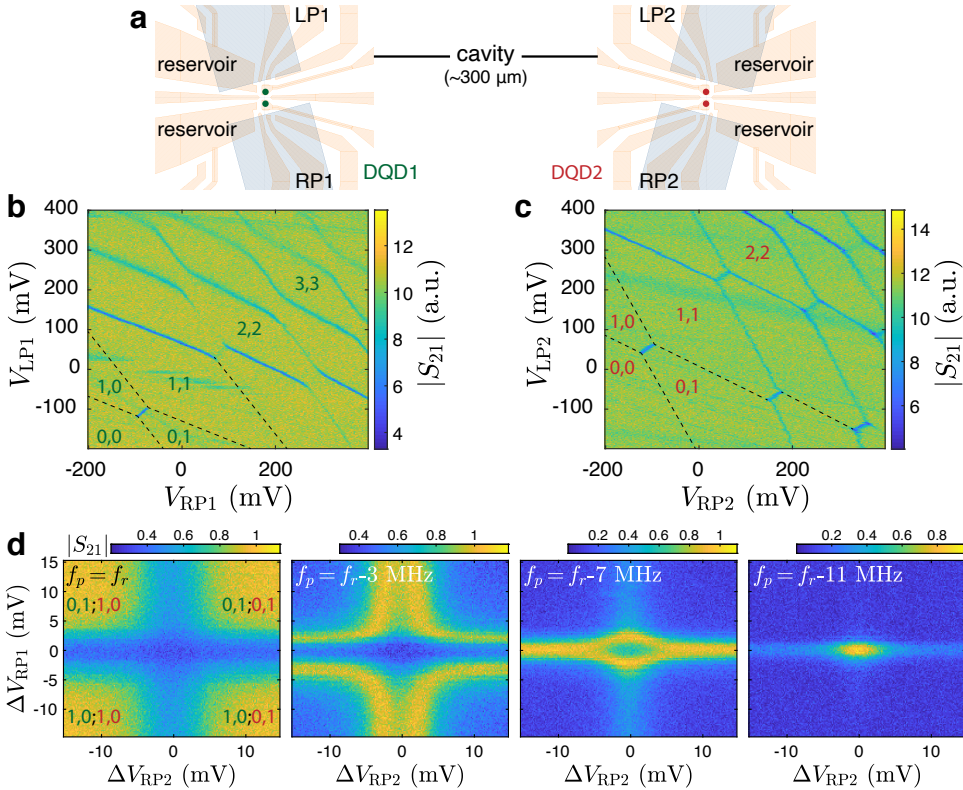 a
LP1
LP2
reservoir
cavity
(~300 μm)
reservoir
reservoir
reservoir
RP1
DQD1
DQD2
RP2
b
400
300
200
100
0
-100
V_LP1 (mV)
3,3
2,2
1,0
1,1
0,0
0,1
-200
0
200
V_RP1 (mV)
12
10
8
6
4
|S21| (a.u.)
c
400
300
200
100
0
-100
V_LP2 (mV)
2,2
1,0
1,1
0,0
0,1
-200
0
200
V_RP2 (mV)
14
12
10
8
6
|S21| (a.u.)
d
|S21|
0.4 0.6 0.8 1
0.4 0.6 0.8 1
0.2 0.4 0.6 0.8 1
0.2 0.4 0.6 0.8
15
10
5
0
-5
-10
ΔV_RP1 (mV)
f_p = f_r
0,1;1,0
0,1;0,1
1,0;1,0
1,0;0,1
f_p = f_r-3 MHz
f_p = f_r-7 MHz
f_p = f_r-11 MHz
-10 0 10
-10 0 10
-10 0 10
-10 0 10
ΔV_RP2 (mV)
ΔV_RP2 (mV)
ΔV_RP2 (mV)
ΔV_RP2 (mV)